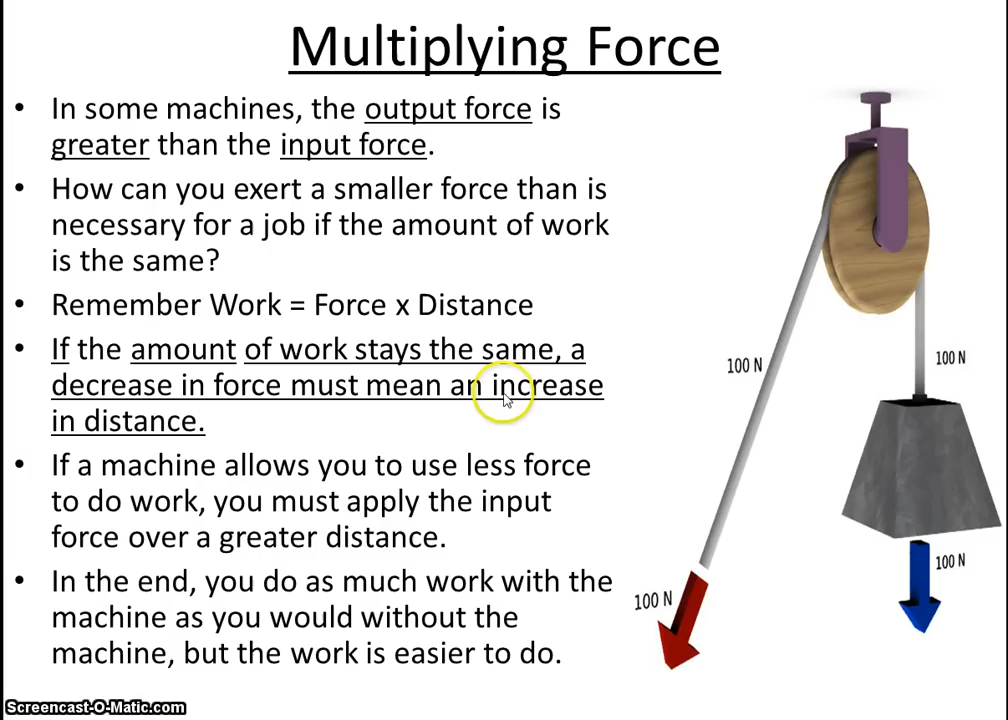 Multiplying Force
• In some machines, the output force is
greater than the input force.
• How can you exert a smaller force than is
necessary for a job if the amount of work
is the same?
• Remember Work = Force x Distance
• If the amount of work stays the same, a
decrease in force must mean an increase
in distance.
• If a machine allows you to use less force
to do work, you must apply the input
force over a greater distance.
• In the end, you do as much work with the
machine as you would without the
machine, but the work is easier to do.
100 N
100 N
100 N
100 N
Screencast-O-Matic.com